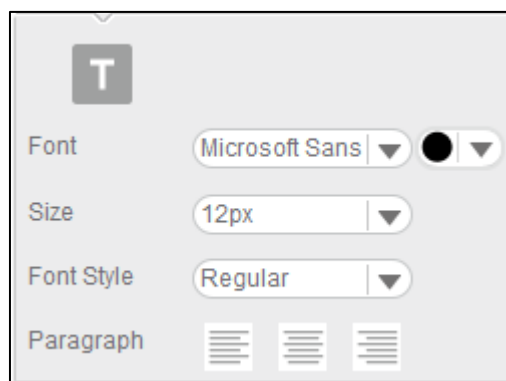 T
Font Microsoft Sans
Size 12px
Font Style Regular
Paragraph